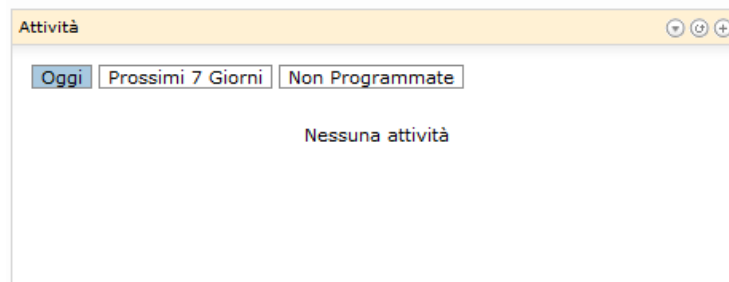 Attività
Oggi Prossimi 7 Giorni Non Programmate
Nessuna attività